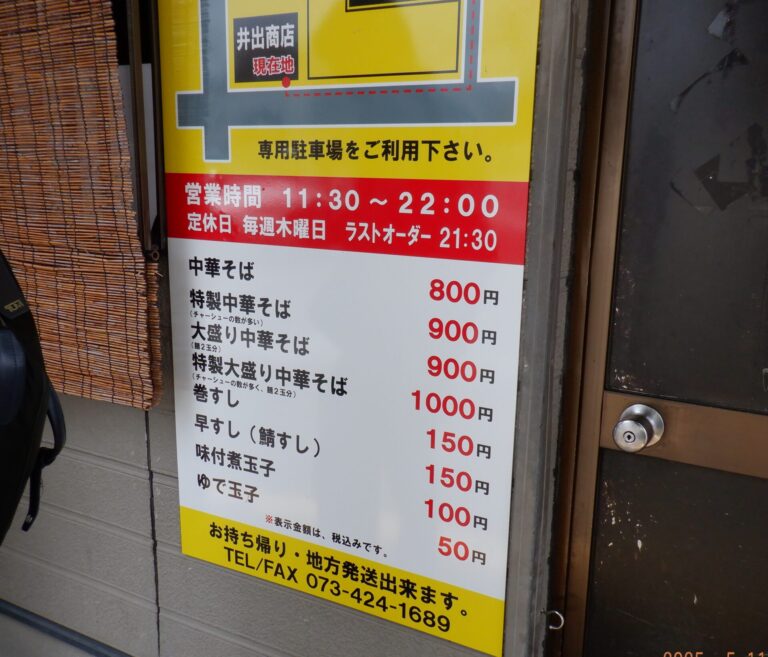 井出商店
現在地
専用駐車場をご利用下さい。
営業時間 11:30～22:00
定休日 毎週木曜日 ラストオーダー 21:30
中華そば 800円
特製中華そば 900円
(チャーシューの数が多い)
大盛り中華そば 900円
(麺2玉分)
特製大盛り中華そば 1000円
(チャーシューの数が多く、麺2玉分)
巻すし 150円
早すし（鯖すし） 150円
味付煮玉子 100円
ゆで玉子 50円
※表示金額は、税込みです。
お持ち帰り・地方発送出来ます。
TEL/FAX 073-424-1689